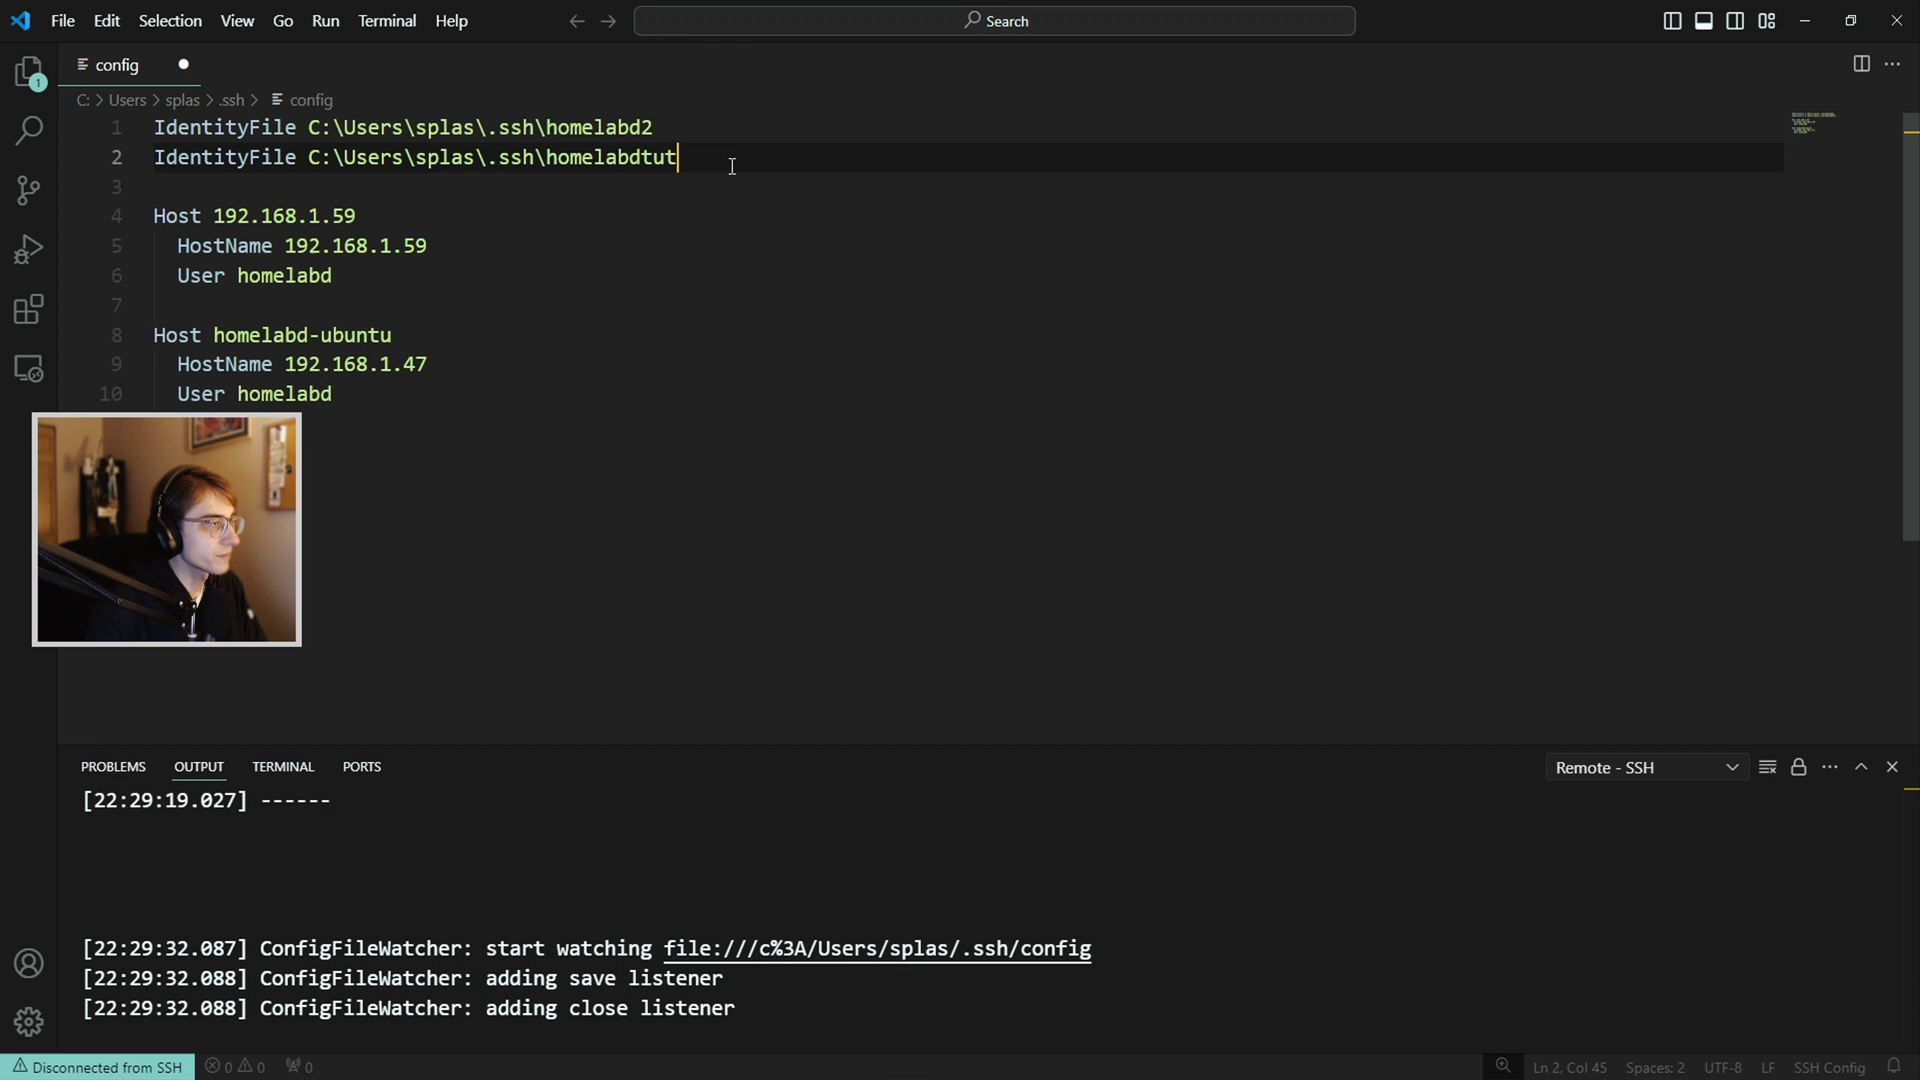 File Edit Selection View Go Run Terminal Help
Search
1
config
C: > Users > splas > .ssh > config
1 IdentityFile C:\Users\splas\.ssh\homelabd2
2 IdentityFile C:\Users\splas\.ssh\homelabdtut
3
4 Host 192.168.1.59
5 HostName 192.168.1.59
6 User homelabd
7
8 Host homelabd-ubuntu
9 HostName 192.168.1.47
10 User homelabd
PROBLEMS OUTPUT TERMINAL PORTS
Remote - SSH
[22:29:19.027] ------
[22:29:32.087] ConfigFileWatcher: start watching file:///c%3A/Users/splas/.ssh/config
[22:29:32.088] ConfigFileWatcher: adding save listener
[22:29:32.088] ConfigFileWatcher: adding close listener
Disconnected from SSH 0 0 0 Ln 2, Col 45 Spaces: 2 UTF-8 LF SSH Config